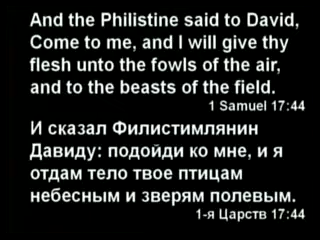 And the Philistine said to David,
Come to me, and I will give thy
flesh unto the fowls of the air,
and to the beasts of the field.
1 Samuel 17:44
И сказал Филистимлянин
Давиду: подойди ко мне, и я
отдам тело твое птицам
небесным и зверям полевым.
1-я Царств 17:44